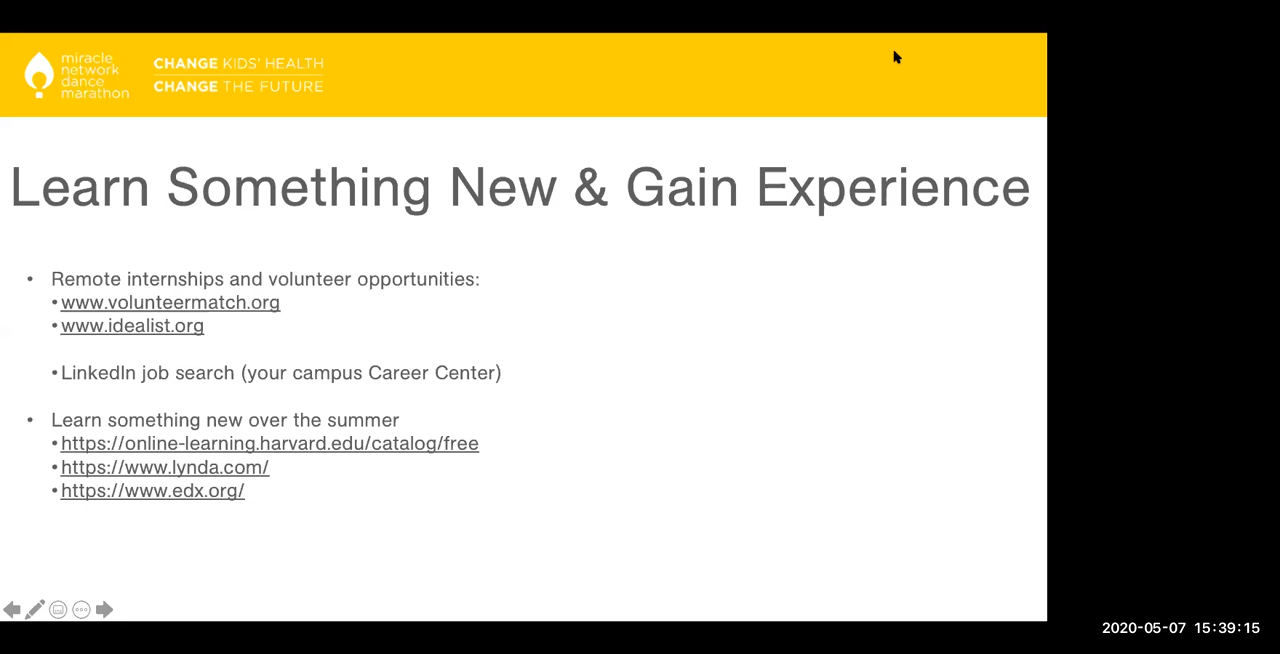 miracle
network
dance
marathon
CHANGE KIDS' HEALTH
CHANGE THE FUTURE
Learn Something New & Gain Experience
• Remote internships and volunteer opportunities:
•www.volunteermatch.org
•www.idealist.org
•LinkedIn job search (your campus Career Center)
• Learn something new over the summer
•https://online-learning.harvard.edu/catalog/free
•https://www.lynda.com/
•https://www.edx.org/
2020-05-07 15:39:15